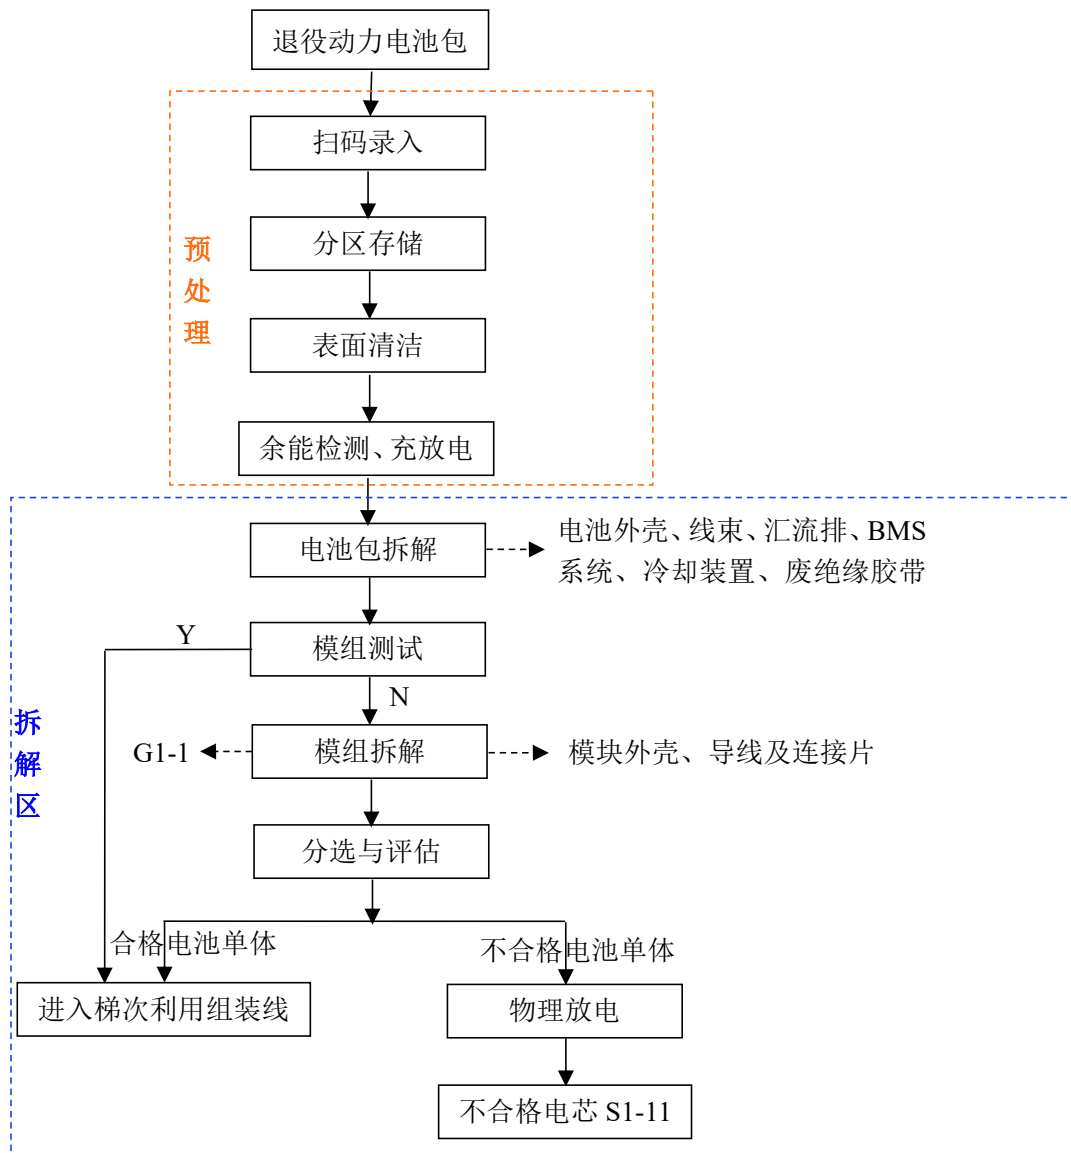 退役动力电池包
扫码录入
分区存储
预处理
表面清洁
余能检测、充放电
电池包拆解
电池外壳、线束、汇流排、BMS
系统、冷却装置、废绝缘胶带
Y
模组测试
N
拆解区
G1-1
模组拆解
模块外壳、导线及连接片
分选与评估
合格电池单体
不合格电池单体
进入梯次利用组装线
物理放电
不合格电芯 S1-11